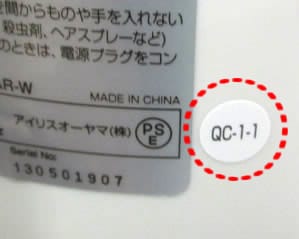 間からものや手を入れない
殺虫剤、ヘアスプレーなど)
のときは、電源プラグをコン
AR-W
MADE IN CHINA
アイリスオーヤマ(株)
PS
E
QC-1-1
Serial No:
130501907